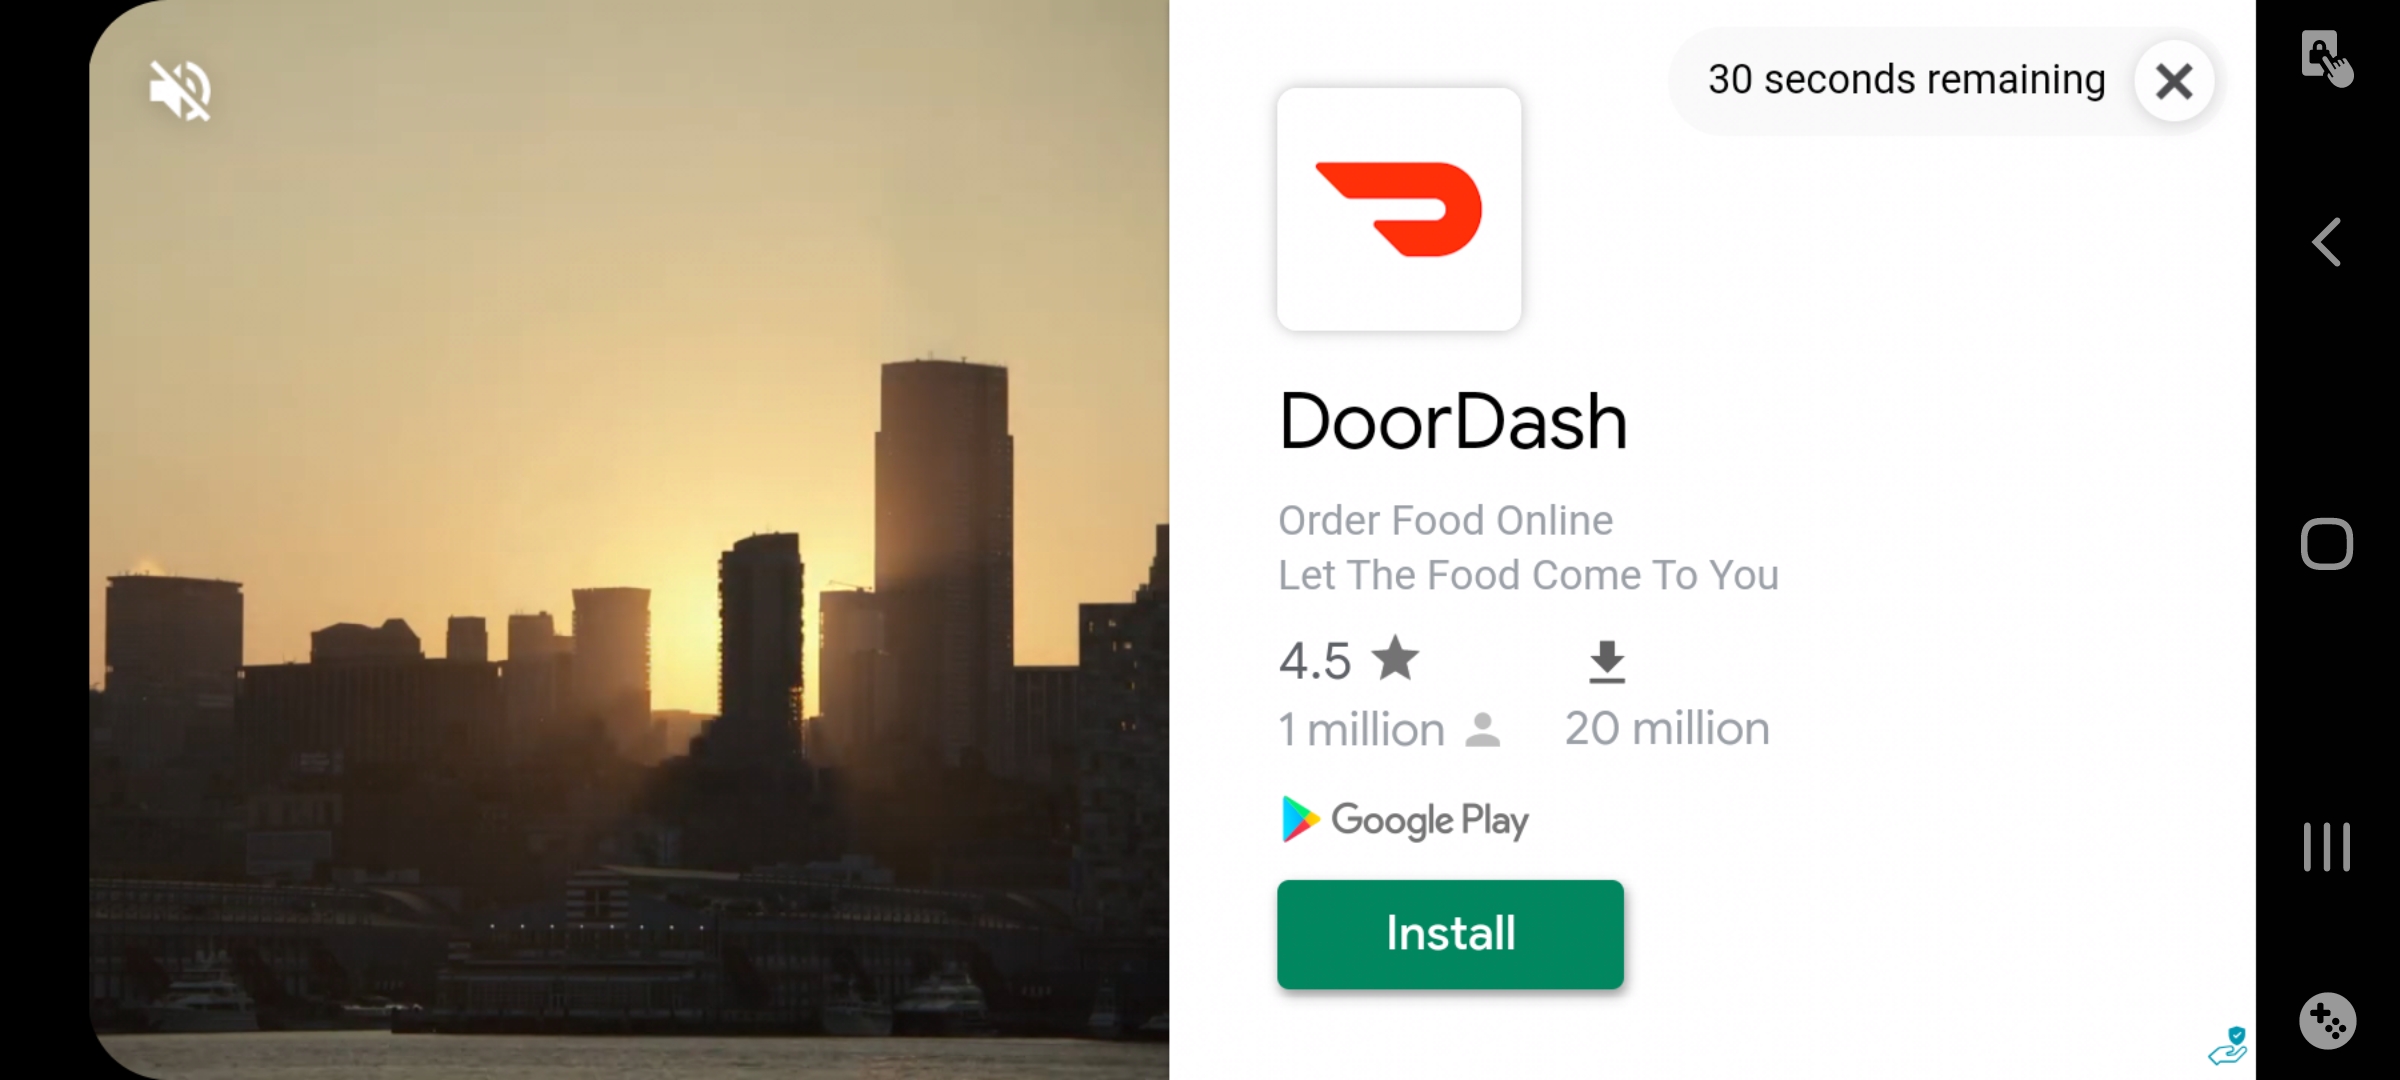 30 seconds remaining
DoorDash
Order Food Online
Let The Food Come To You
4.5
1 million
20 million
Google Play
Install